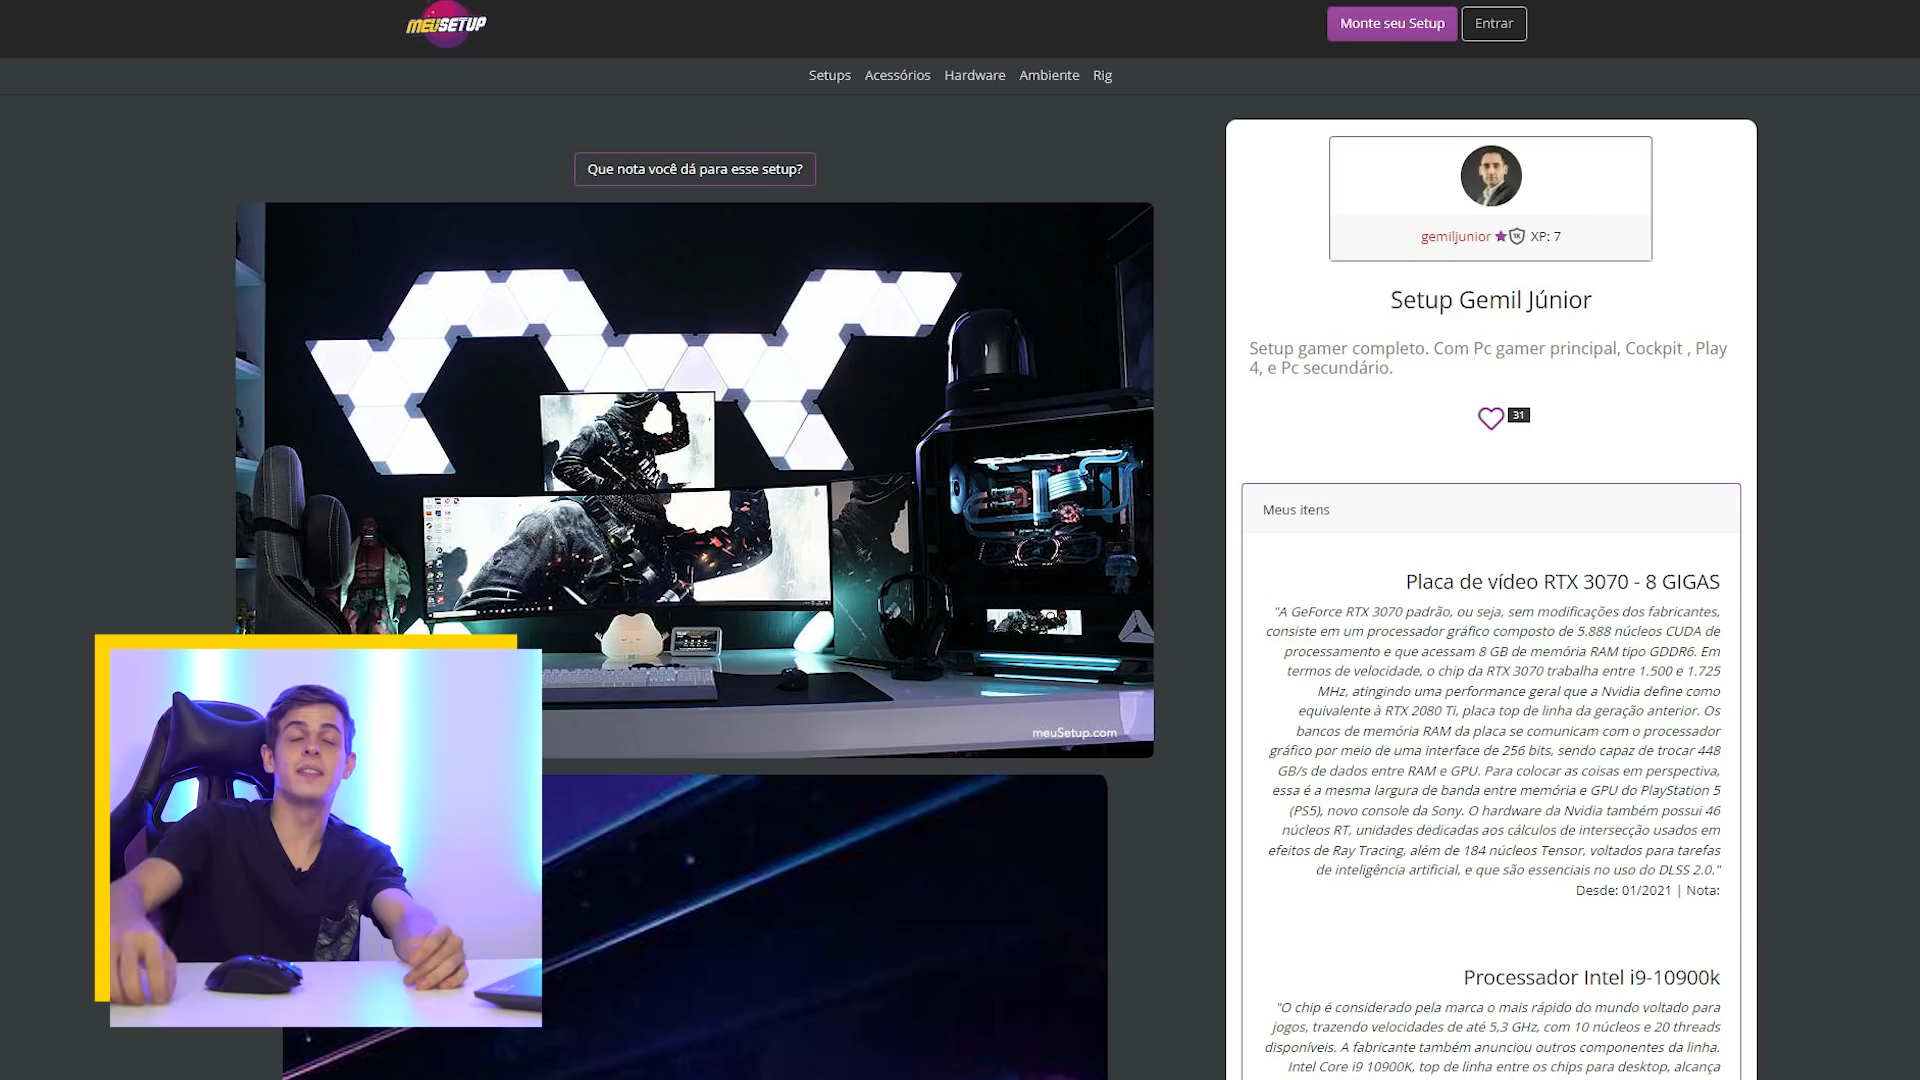 MEUSETUP
Monte seu Setup
Entrar
Setups
Acessórios
Hardware
Ambiente
Rig
Que nota você dá para esse setup?
meuSetup.com
gemiljunior
1K
XP: 7
Setup Gemil Júnior
Setup gamer completo. Com Pc gamer principal, Cockpit , Play
4, e Pc secundário.
31
Meus itens
Placa de vídeo RTX 3070 - 8 GIGAS
"A GeForce RTX 3070 padrão, ou seja, sem modificações dos fabricantes,
consiste em um processador gráfico composto de 5.888 núcleos CUDA de
processamento e que acessam 8 GB de memória RAM tipo GDDR6. Em
termos de velocidade, o chip da RTX 3070 trabalha entre 1.500 e 1.725
MHz, atingindo uma performance geral que a Nvidia define como
equivalente à RTX 2080 Ti, placa top de linha da geração anterior. Os
bancos de memória RAM da placa se comunicam com o processador
gráfico por meio de uma interface de 256 bits, sendo capaz de trocar 448
GB/s de dados entre RAM e GPU. Para colocar as coisas em perspectiva,
essa é a mesma largura de banda entre memória e GPU do PlayStation 5
(PS5), novo console da Sony. O hardware da Nvidia também possui 46
núcleos RT, unidades dedicadas aos cálculos de intersecção usados em
efeitos de Ray Tracing, além de 184 núcleos Tensor, voltados para tarefas
de inteligência artificial, e que são essenciais no uso do DLSS 2.0."
Desde: 01/2021 | Nota:
Processador Intel i9-10900k
"O chip é considerado pela marca o mais rápido do mundo voltado para
jogos, trazendo velocidades de até 5,3 GHz, com 10 núcleos e 20 threads
disponíveis. A fabricante também anunciou outros componentes da linha.
Intel Core i9 10900K, top de linha entre os chips para desktop, alcança